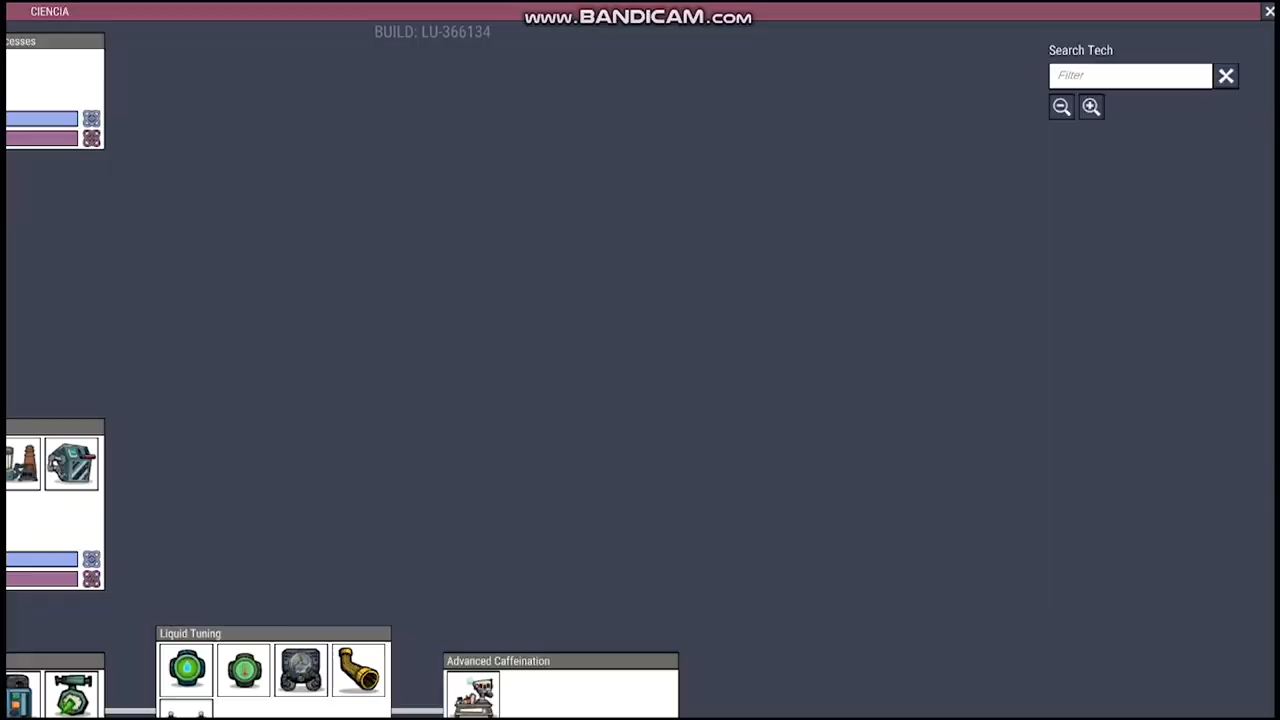 CIENCIA
www.BANDICAM.com
BUILD: LU-366134
cesses
Search Tech
Filter
Liquid Tuning
Advanced Caffeination